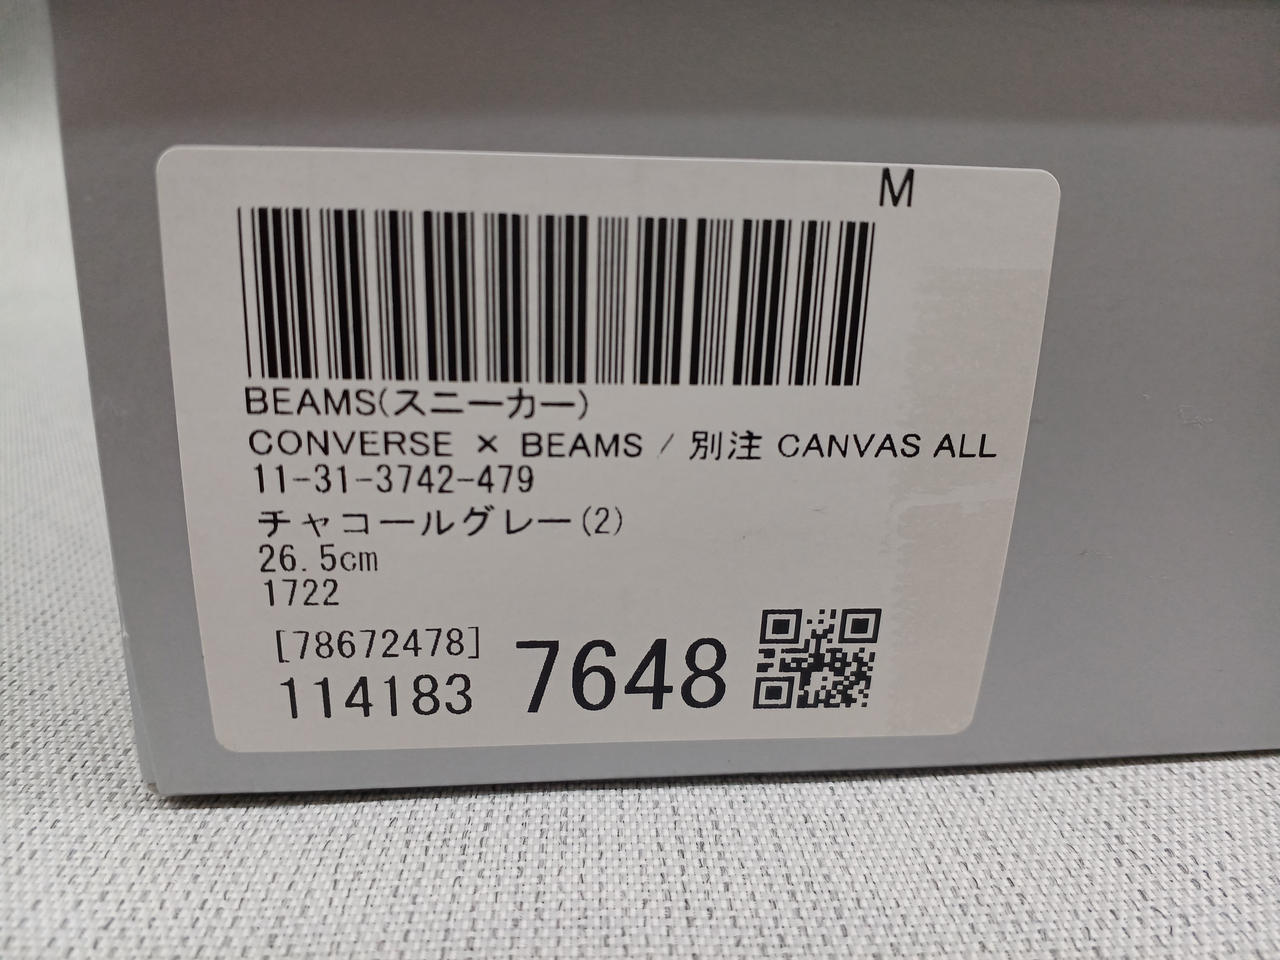 M
BEAMS(スニーカー)
CONVERSE × BEAMS / 別注 CANVAS ALL
11-31-3742-479
チャコールグレー(2)
26.5cm
1722
[78672478]
114183 7648